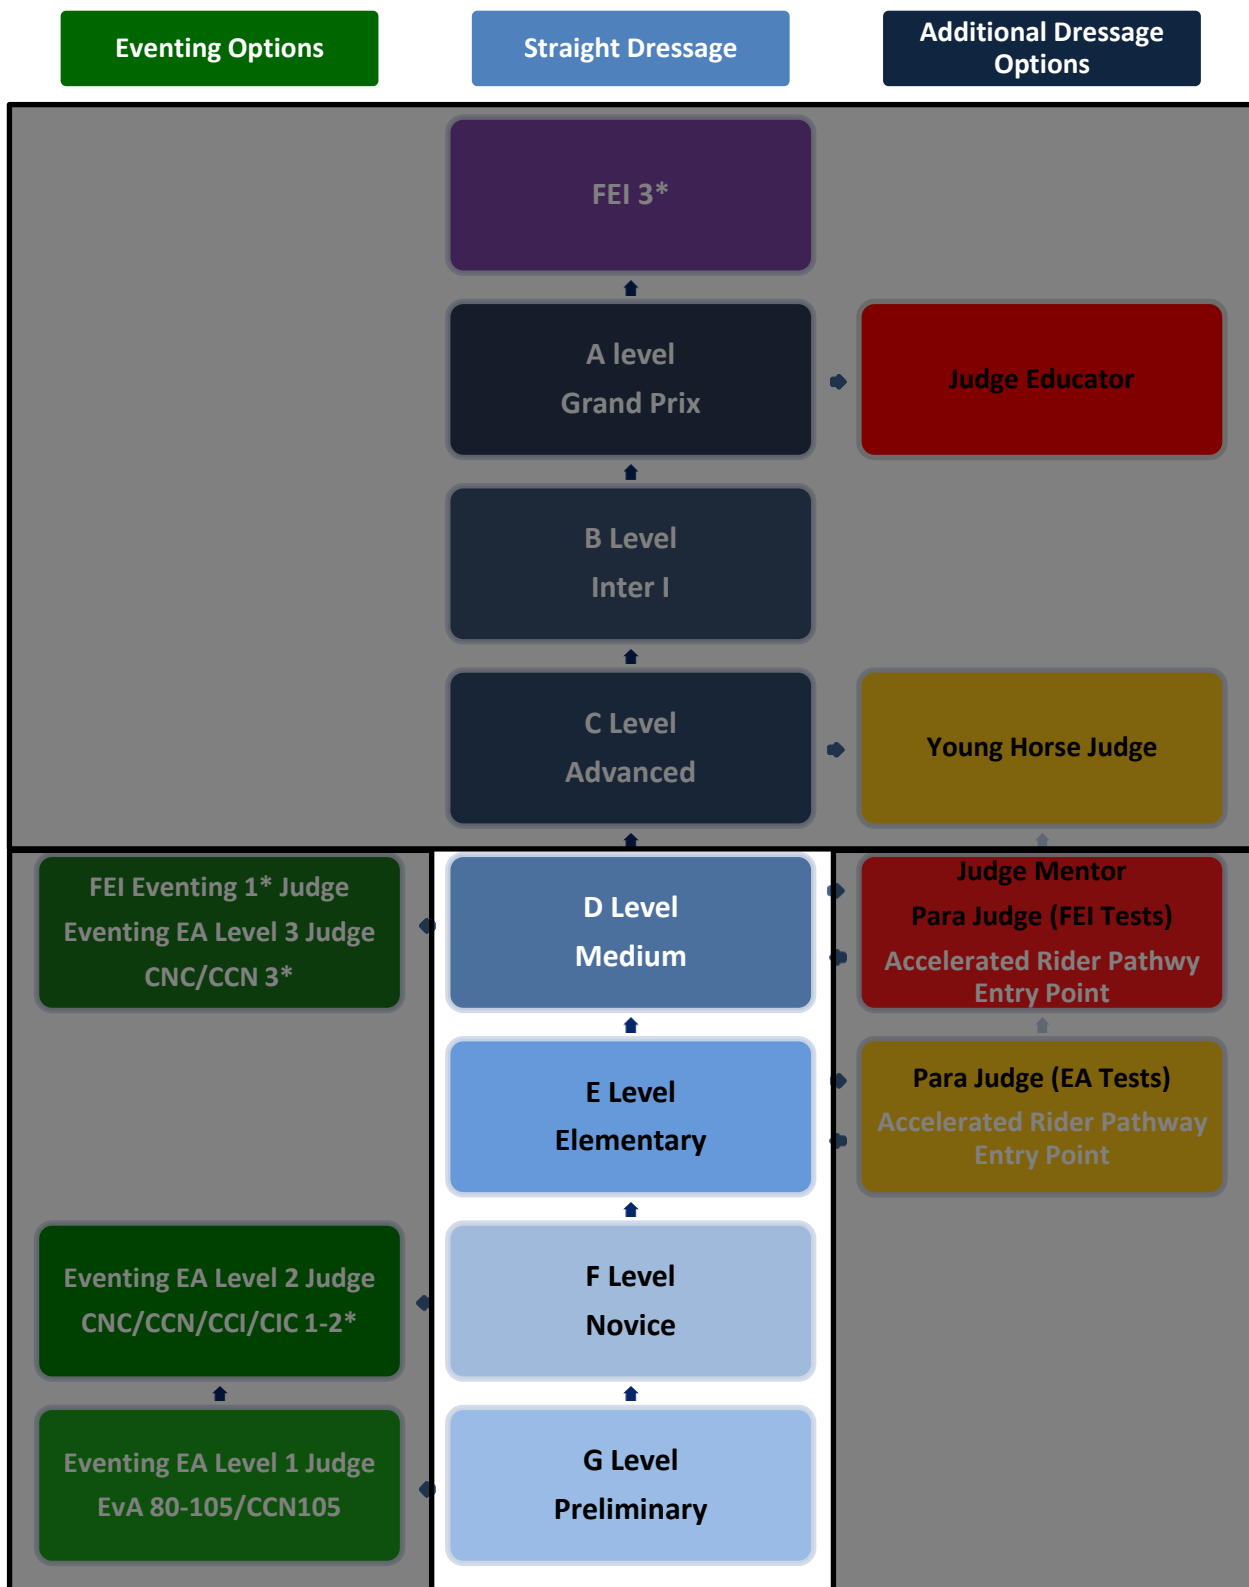 Eventing Options
Straight Dressage
Additional Dressage
Options
FEI 3*
A level
Grand Prix
Judge Educator
B Level
Inter I
C Level
Advanced
Young Horse Judge
FEI Eventing 1* Judge
Eventing EA Level 3 Judge
CNC/CCN 3*
D Level
Medium
Judge Mentor
Para Judge (FEI Tests)
Accelerated Rider Pathwy
Entry Point
E Level
Elementary
Para Judge (EA Tests)
Accelerated Rider Pathway
Entry Point
Eventing EA Level 2 Judge
CNC/CCN/CCI/CIC 1-2*
F Level
Novice
Eventing EA Level 1 Judge
EvA 80-105/CCN105
G Level
Preliminary